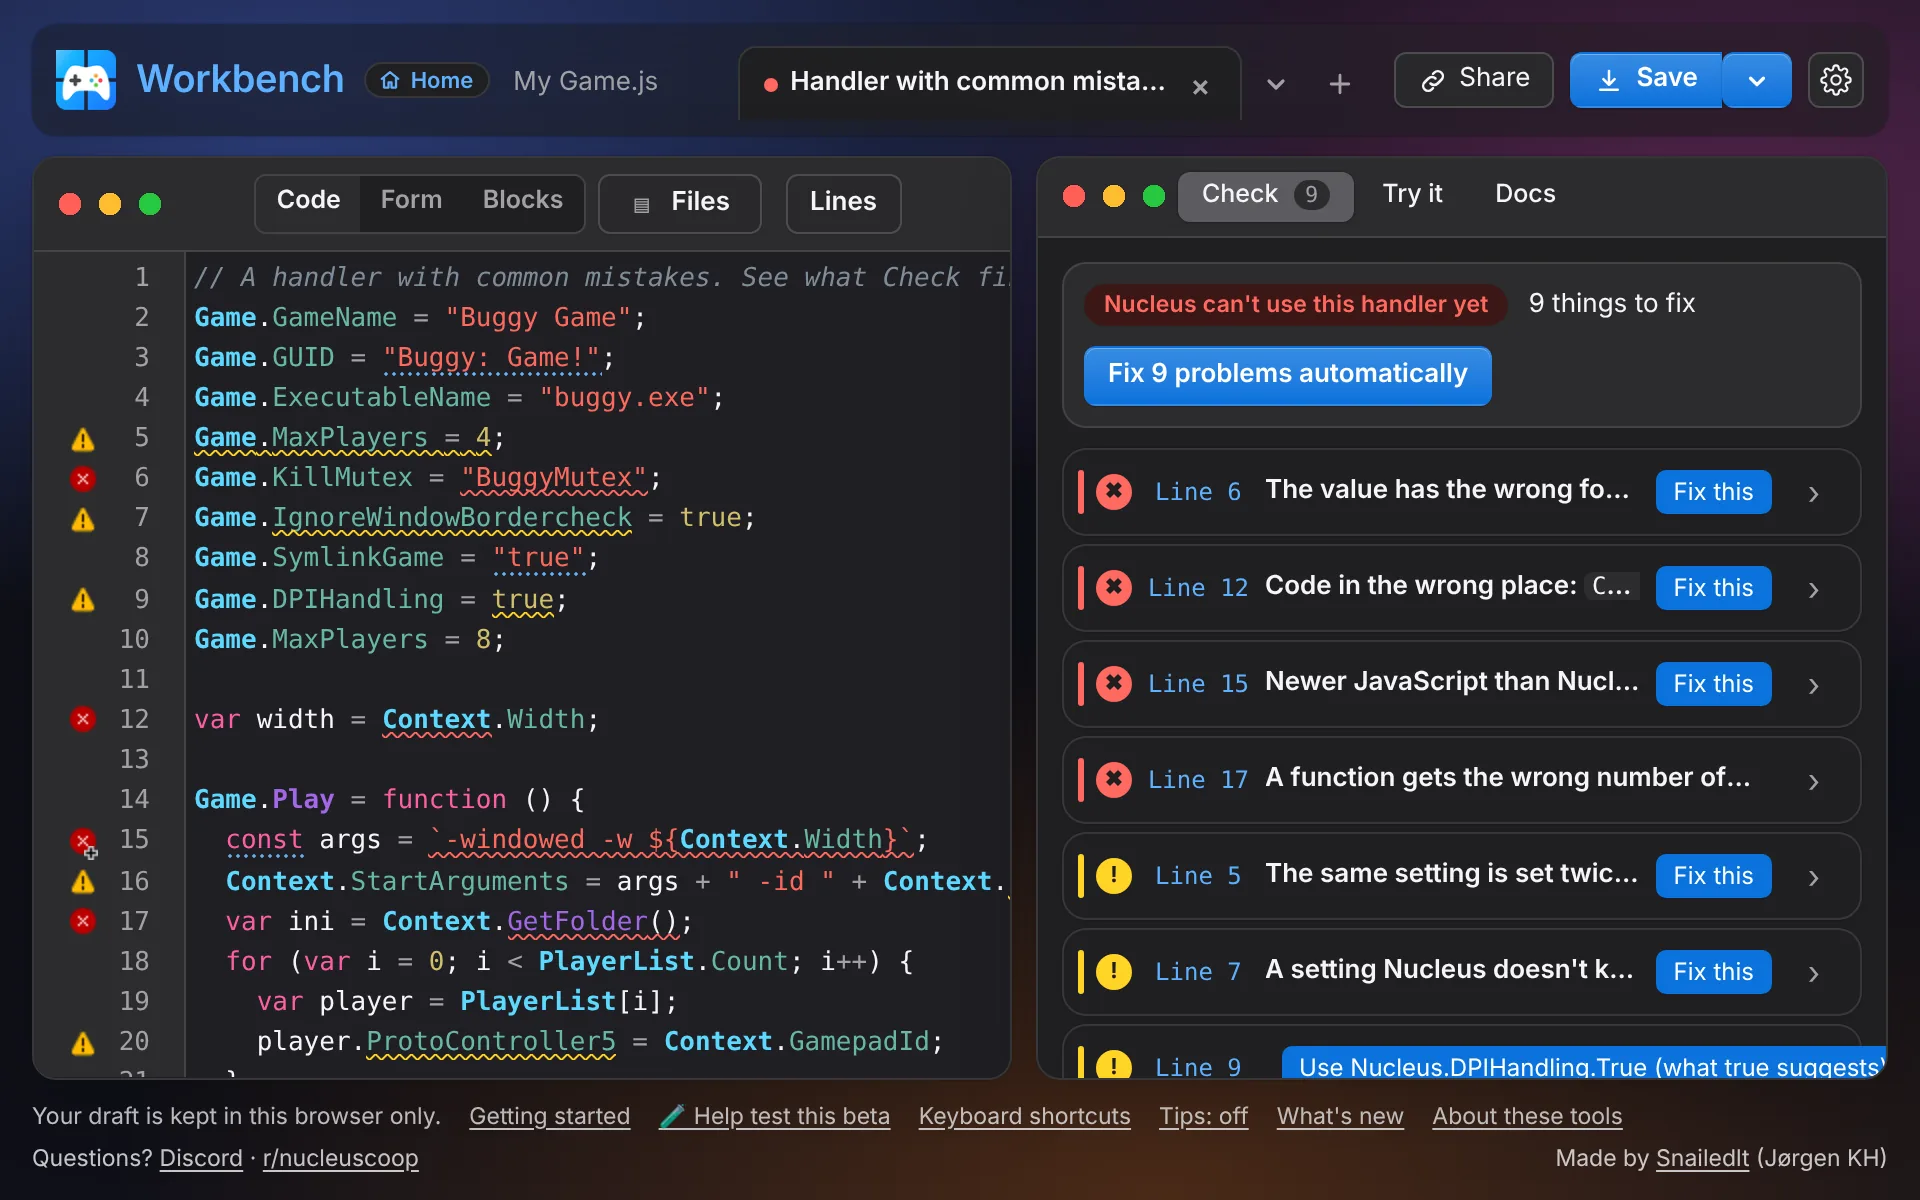 Workbench Home My Game.js Handler with common mista... Share Save
Code Form Blocks Files Lines
1 // A handler with common mistakes. See what Check fi
2 Game.GameName = "Buggy Game";
3 Game.GUID = "Buggy: Game!";
4 Game.ExecutableName = "buggy.exe";
5 Game.MaxPlayers = 4;
6 Game.KillMutex = "BuggyMutex";
7 Game.IgnoreWindowBordercheck = true;
8 Game.SymlinkGame = "true";
9 Game.DPIHandling = true;
10 Game.MaxPlayers = 8;
11
12 var width = Context.Width;
13
14 Game.Play = function () {
15 const args = `-windowed -w ${Context.Width}`;
16 Context.StartArguments = args + " -id " + Context.
17 var ini = Context.GetFolder();
18 for (var i = 0; i < PlayerList.Count; i++) {
19 var player = PlayerList[i];
20 player.ProtoController5 = Context.GamepadId;
21 }
Check 9 Try it Docs
Nucleus can't use this handler yet 9 things to fix
Fix 9 problems automatically
Line 6 The value has the wrong fo... Fix this
Line 12 Code in the wrong place: C... Fix this
Line 15 Newer JavaScript than Nucl... Fix this
Line 17 A function gets the wrong number of...
Line 5 The same setting is set twic... Fix this
Line 7 A setting Nucleus doesn't k... Fix this
Line 9 Use Nucleus.DPIHandling.True (what true suggests)
Your draft is kept in this browser only. Getting started 🧪 Help test this beta Keyboard shortcuts Tips: off What's new About these tools
Questions? Discord · r/nucleuscoop Made by SnailedIt (Jørgen KH)